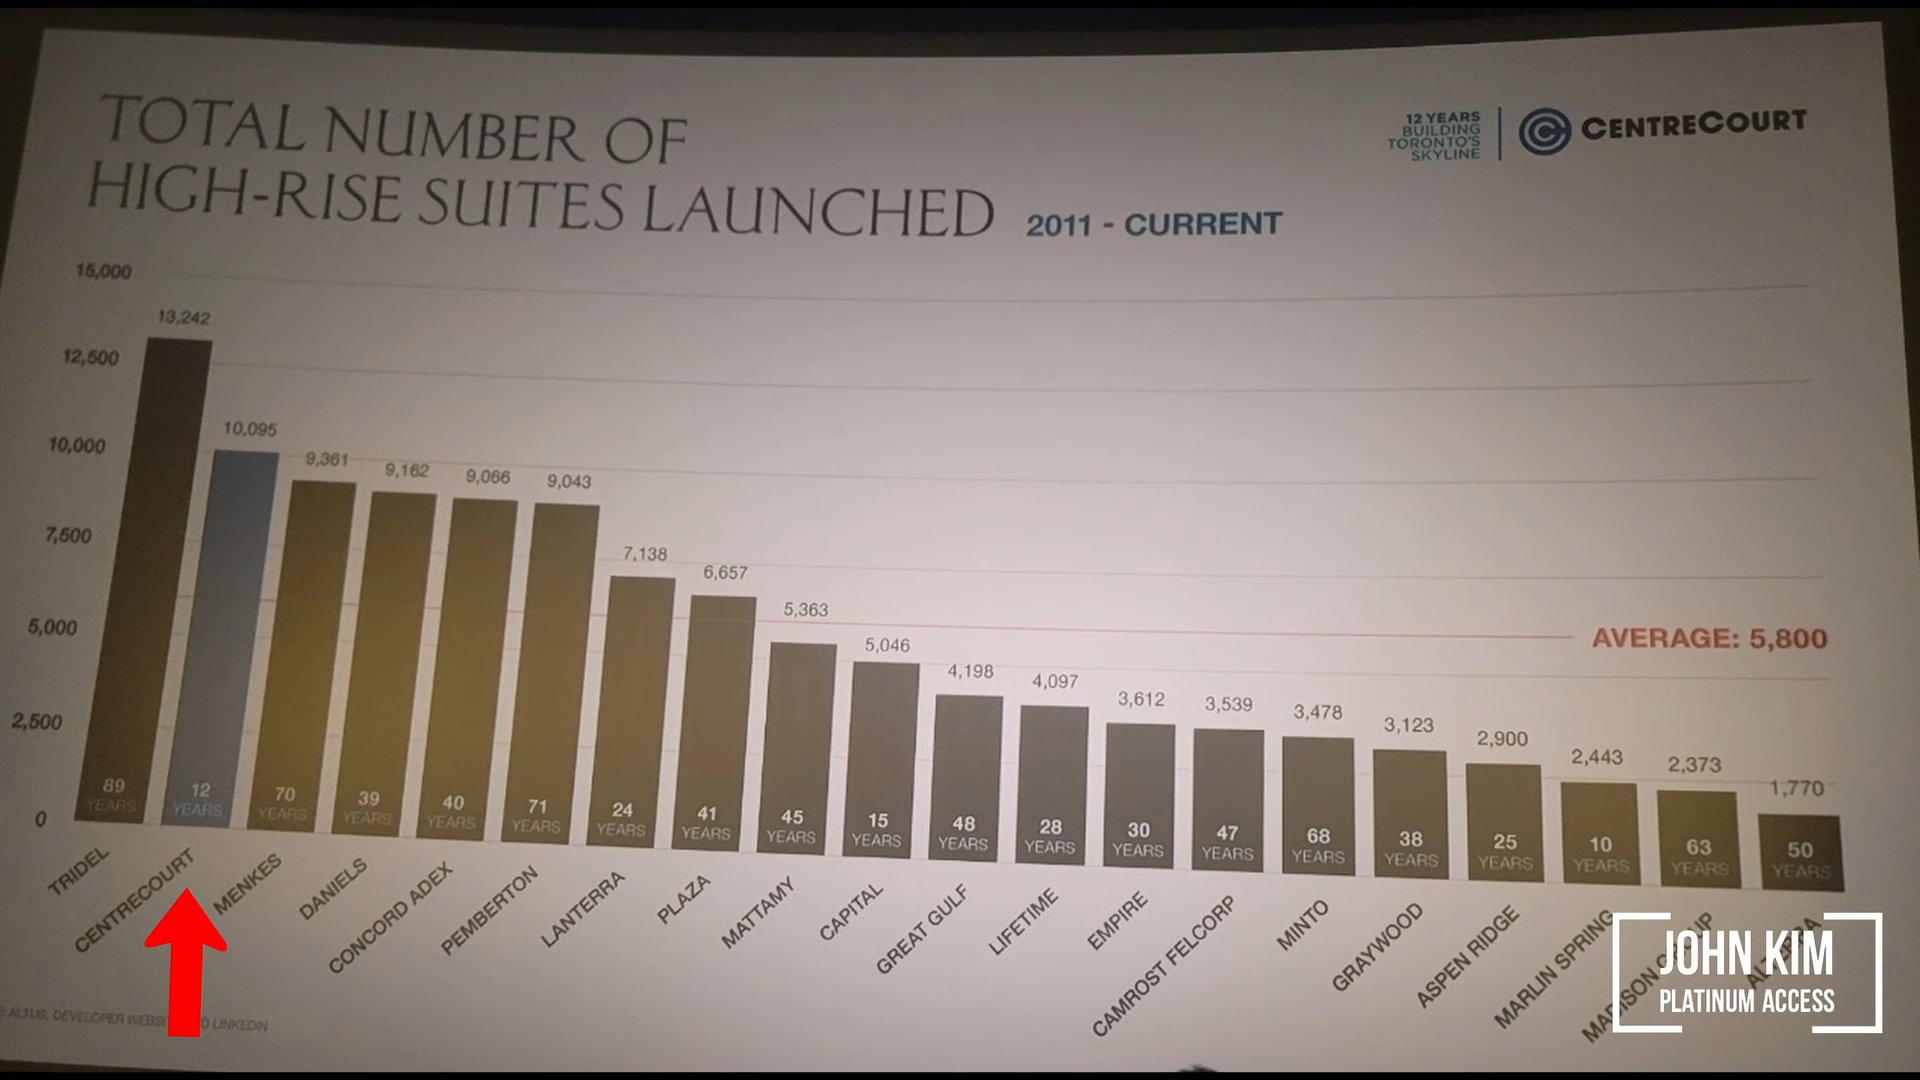 TOTAL NUMBER OF
HIGH-RISE SUITES LAUNCHED 2011 - CURRENT
12 YEARS
BUILDING
TORONTO'S
SKYLINE
CENTRECOURT
15,000
12,500
10,000
7,500
5,000
2,500
0
13,242
10,095
9,361
9,162
9,066
9,043
7,138
6,657
5,363
5,046
4,198
4,097
3,612
3,539
3,478
3,123
2,900
2,443
2,373
1,770
AVERAGE: 5,800
89 YEARS
12 YEARS
70 YEARS
39 YEARS
40 YEARS
71 YEARS
24 YEARS
41 YEARS
45 YEARS
15 YEARS
48 YEARS
28 YEARS
30 YEARS
47 YEARS
68 YEARS
38 YEARS
25 YEARS
10 YEARS
63 YEARS
50 YEARS
TRIDEL
CENTRECOURT
MENKES
DANIELS
CONCORD ADEX
PEMBERTON
LANTERRA
PLAZA
MATTAMY
CAPITAL
GREAT GULF
LIFETIME
EMPIRE
CAMROST FELCORP
MINTO
GRAYWOOD
ASPEN RIDGE
MARLIN SPRING
MADISON
ALTUS, DEVELOPER LINKEDIN
JOHN KIM
PLATINUM ACCESS